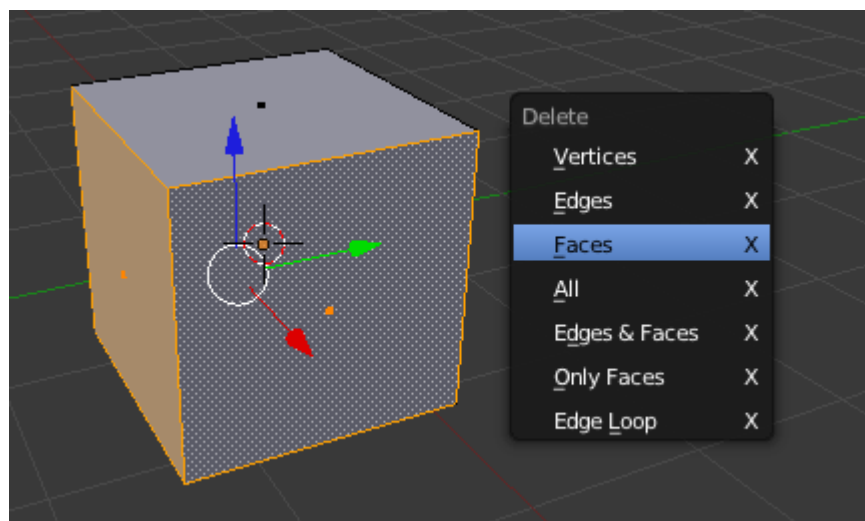 Delete
Vertices X
Edges X
Faces X
All X
Edges & Faces X
Only Faces X
Edge Loop X